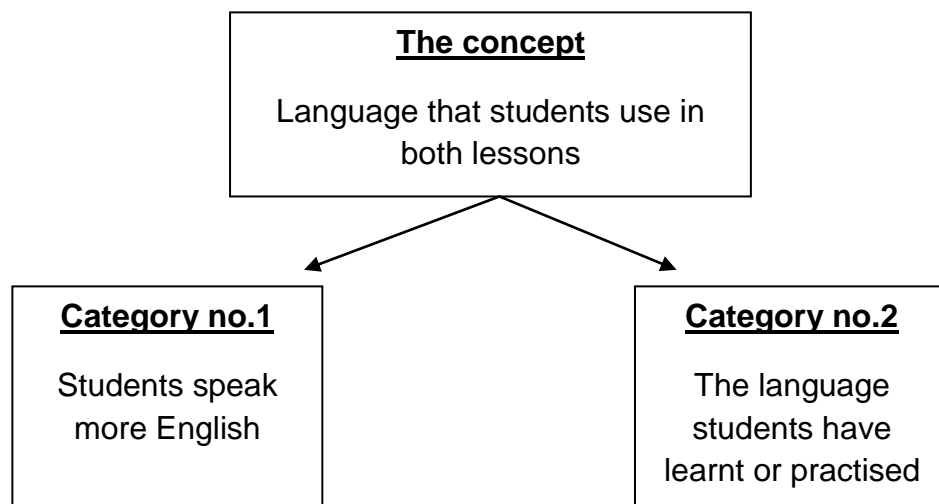 The concept
Language that students use in
both lessons
Category no.1
Students speak
more English
Category no.2
The language
students have
learnt or practised